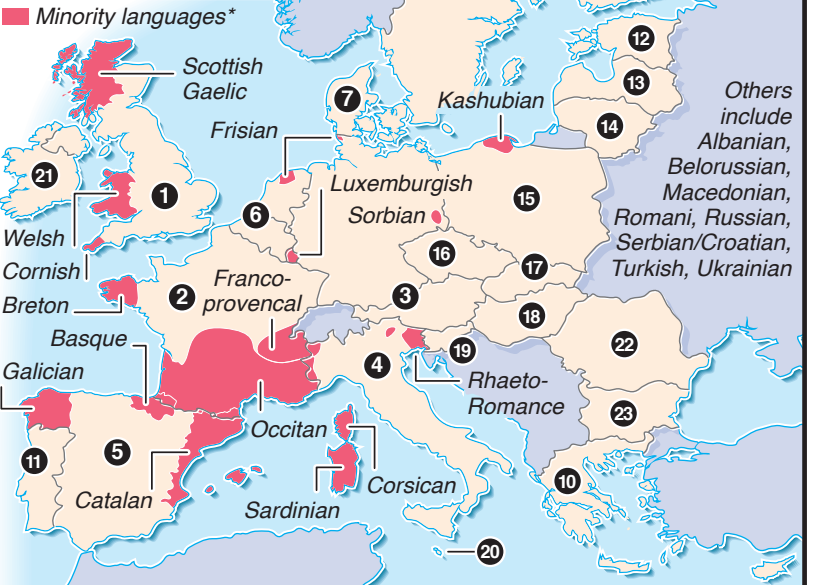 Minority languages*
Scottish
Gaelic
Frisian
Kashubian
Others
include
Albanian,
Belorussian,
Macedonian,
Romani, Russian,
Serbian/Croatian,
Turkish, Ukrainian
Luxemburgish
Sorbian
Welsh
Cornish
Breton
Franco-
provencal
Basque
Galician
Rhaeto-
Romance
Occitan
Catalan
Sardinian
Corsican
12
13
14
7
21
1
6
15
16
17
2
3
18
19
22
4
23
11
5
10
20